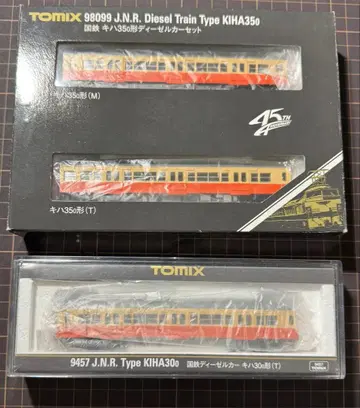 TOMIX 98099 J.N.R. Diesel Train Type KIHA350
国鉄 キハ350形ディーゼルカーセット
キハ350形(M)
45TH
キハ350形(T)
TOMIX
9457 J.N.R. Type KIHA300 国鉄ディーゼルカー キハ300形(T)